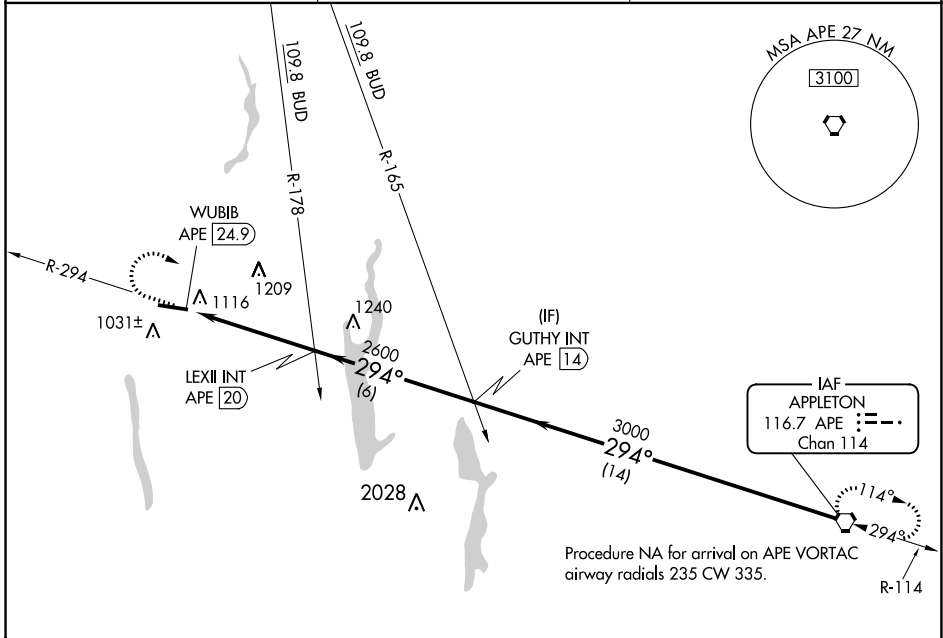 109.8 BUD
109.8 BUD
R-178
R-165
MSA APE 27 NM
3100
WUBIB
APE 24.9
R-294
1209
1116
1031±
1240
(IF)
GUTHY INT
APE 14
LEXII INT
APE 20
2600
294°
(6)
3000
294°
(14)
IAF
APPLETON
116.7 APE
Chan 114
2028
114°
294°
R-114
Procedure NA for arrival on APE VORTAC
airway radials 235 CW 335.